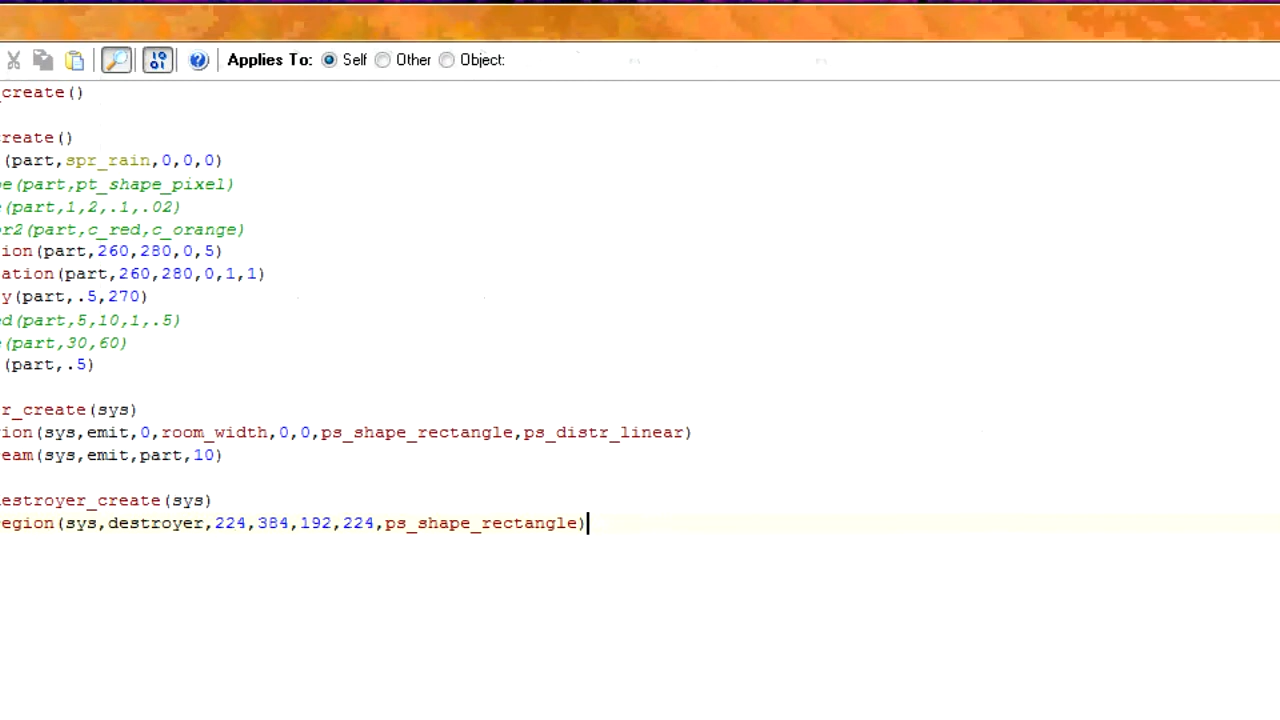 Applies To: Self Other Object:
_create()
create()
(part,spr_rain,0,0,0)
pe(part,pt_shape_pixel)
e(part,1,2,.1,.02)
or2(part,c_red,c_orange)
ion(part,260,280,0,5)
ation(part,260,280,0,1,1)
y(part,.5,270)
ed(part,5,10,1,.5)
e(part,30,60)
(part,.5)
r_create(sys)
ion(sys,emit,0,room_width,0,0,ps_shape_rectangle,ps_distr_linear)
eam(sys,emit,part,10)
estroyer_create(sys)
egion(sys,destroyer,224,384,192,224,ps_shape_rectangle)